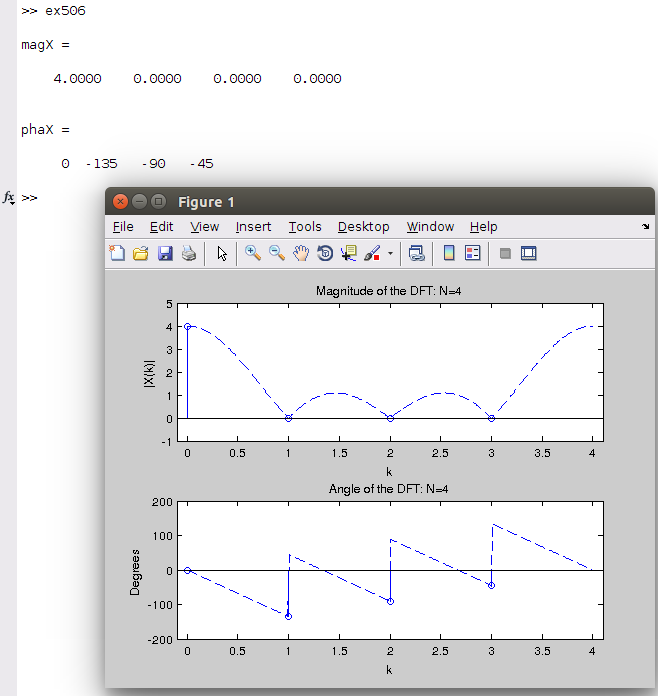 >> ex506
magX =
4.0000 0.0000 0.0000 0.0000
phaX =
0 -135 -90 -45
fx >>
Figure 1
File Edit View Insert Tools Desktop Window Help
Magnitude of the DFT: N=4
5
4
3
2
1
0
-1
|X(k)|
0 0.5 1 1.5 2 2.5 3 3.5 4
k
Angle of the DFT: N=4
200
100
0
-100
-200
Degrees
0 0.5 1 1.5 2 2.5 3 3.5 4
k